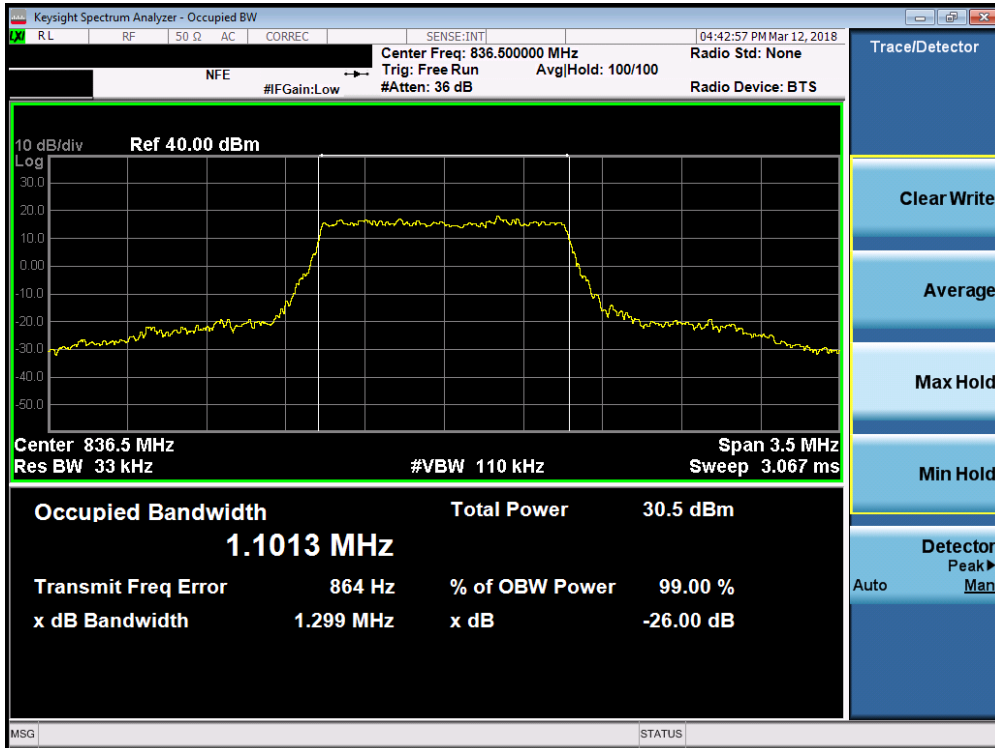 Keysight Spectrum Analyzer - Occupied BW
LXI RL RF 50 Ω AC CORREC SENSE:INT 04:42:57 PM Mar 12, 2018
Center Freq: 836.500000 MHz Radio Std: None
NFE Trig: Free Run Avg|Hold: 100/100
#IFGain:Low #Atten: 36 dB Radio Device: BTS
10 dB/div Ref 40.00 dBm
Log
30.0
20.0
10.0
0.00
-10.0
-20.0
-30.0
-40.0
-50.0
Center 836.5 MHz Span 3.5 MHz
Res BW 33 kHz #VBW 110 kHz Sweep 3.067 ms
Occupied Bandwidth Total Power 30.5 dBm
1.1013 MHz
Transmit Freq Error 864 Hz % of OBW Power 99.00 %
x dB Bandwidth 1.299 MHz x dB -26.00 dB
MSG STATUS
Trace/Detector
Clear Write
Average
Max Hold
Min Hold
Detector
Peak▶
Auto Man